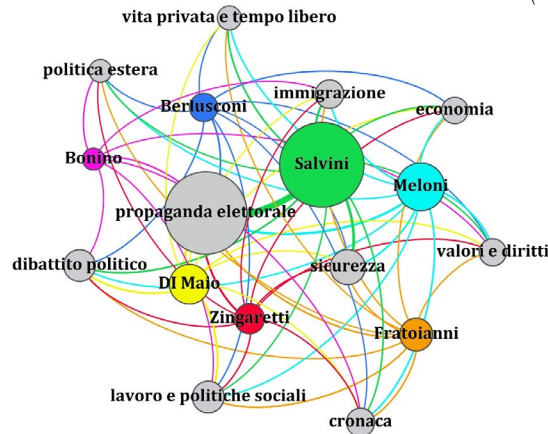 vita privata e tempo libero
politica estera
immigrazione
Berlusconi
economia
Bonino
Salvini
Meloni
propaganda elettorale
dibattito politico
sicurezza
valori e diritti
DI Maio
Zingaretti
Fratoianni
lavoro e politiche sociali
cronaca